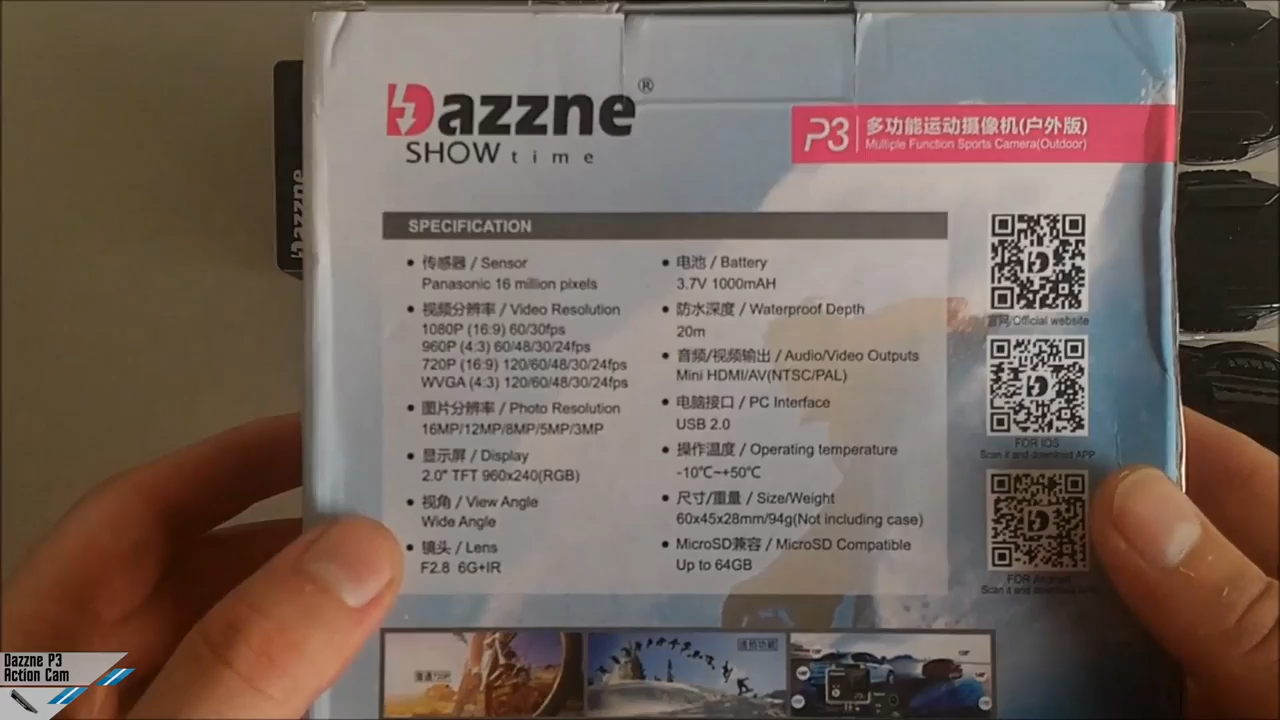 Dazzne®
SHOW time
P3 多功能运动摄像机(户外版)
Multiple Function Sports Camera(Outdoor)
Dazzne
SPECIFICATION
• 传感器 / Sensor
Panasonic 16 million pixels
• 视频分辨率 / Video Resolution
1080P (16:9) 60/30fps
960P (4:3) 60/48/30/24fps
720P (16:9) 120/60/48/30/24fps
WVGA (4:3) 120/60/48/30/24fps
• 图片分辨率 / Photo Resolution
16MP/12MP/8MP/5MP/3MP
• 显示屏 / Display
2.0" TFT 960x240(RGB)
• 视角 / View Angle
Wide Angle
• 镜头 / Lens
F2.8 6G+IR
• 电池 / Battery
3.7V 1000mAH
• 防水深度 / Waterproof Depth
20m
• 音频/视频输出 / Audio/Video Outputs
Mini HDMI/AV(NTSC/PAL)
• 电脑接口 / PC Interface
USB 2.0
• 操作温度 / Operating temperature
-10℃~+50℃
• 尺寸/重量 / Size/Weight
60x45x28mm/94g(Not including case)
• MicroSD兼容 / MicroSD Compatible
Up to 64GB
官网/Official website
FOR IOS
Scan it and download APP
FOR Android
Scan it and download
连拍功能
Dazzne P3
Action Cam